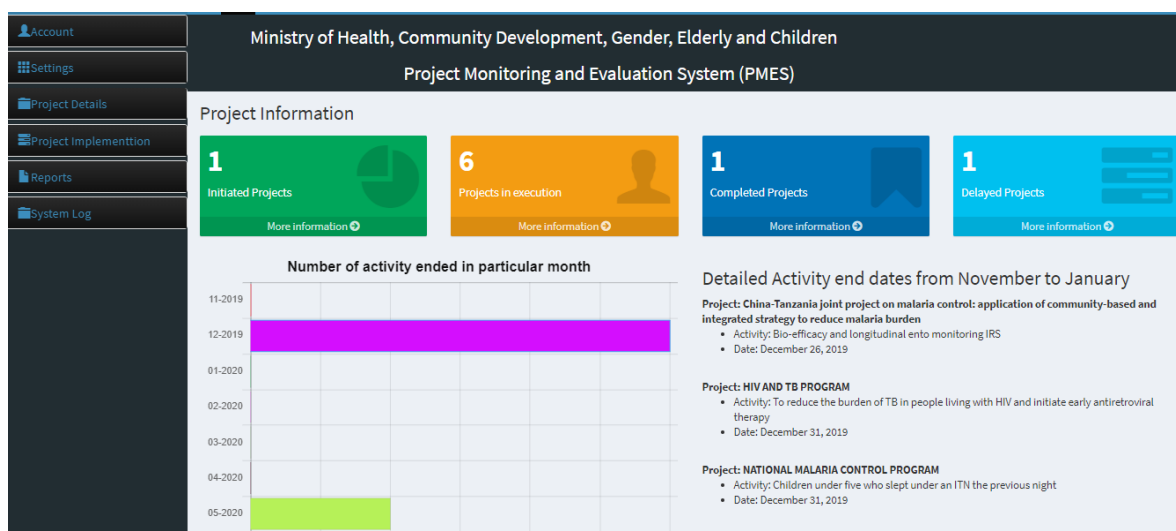 Account
Settings
Project Details
Project Implementtion
Reports
System Log
Ministry of Health, Community Development, Gender, Elderly and Children
Project Monitoring and Evaluation System (PMES)
Project Information
1
Initiated Projects
More information
6
Projects in execution
More information
1
Completed Projects
More information
1
Delayed Projects
More information
Number of activity ended in particular month
11-2019
12-2019
01-2020
02-2020
03-2020
04-2020
05-2020
Detailed Activity end dates from November to January
Project: China-Tanzania joint project on malaria control: application of community-based and
integrated strategy to reduce malaria burden
Activity: Bio-efficacy and longitudinal ento monitoring IRS
Date: December 26, 2019
Project: HIV AND TB PROGRAM
Activity: To reduce the burden of TB in people living with HIV and initiate early antiretroviral
therapy
Date: December 31, 2019
Project: NATIONAL MALARIA CONTROL PROGRAM
Activity: Children under five who slept under an ITN the previous night
Date: December 31, 2019